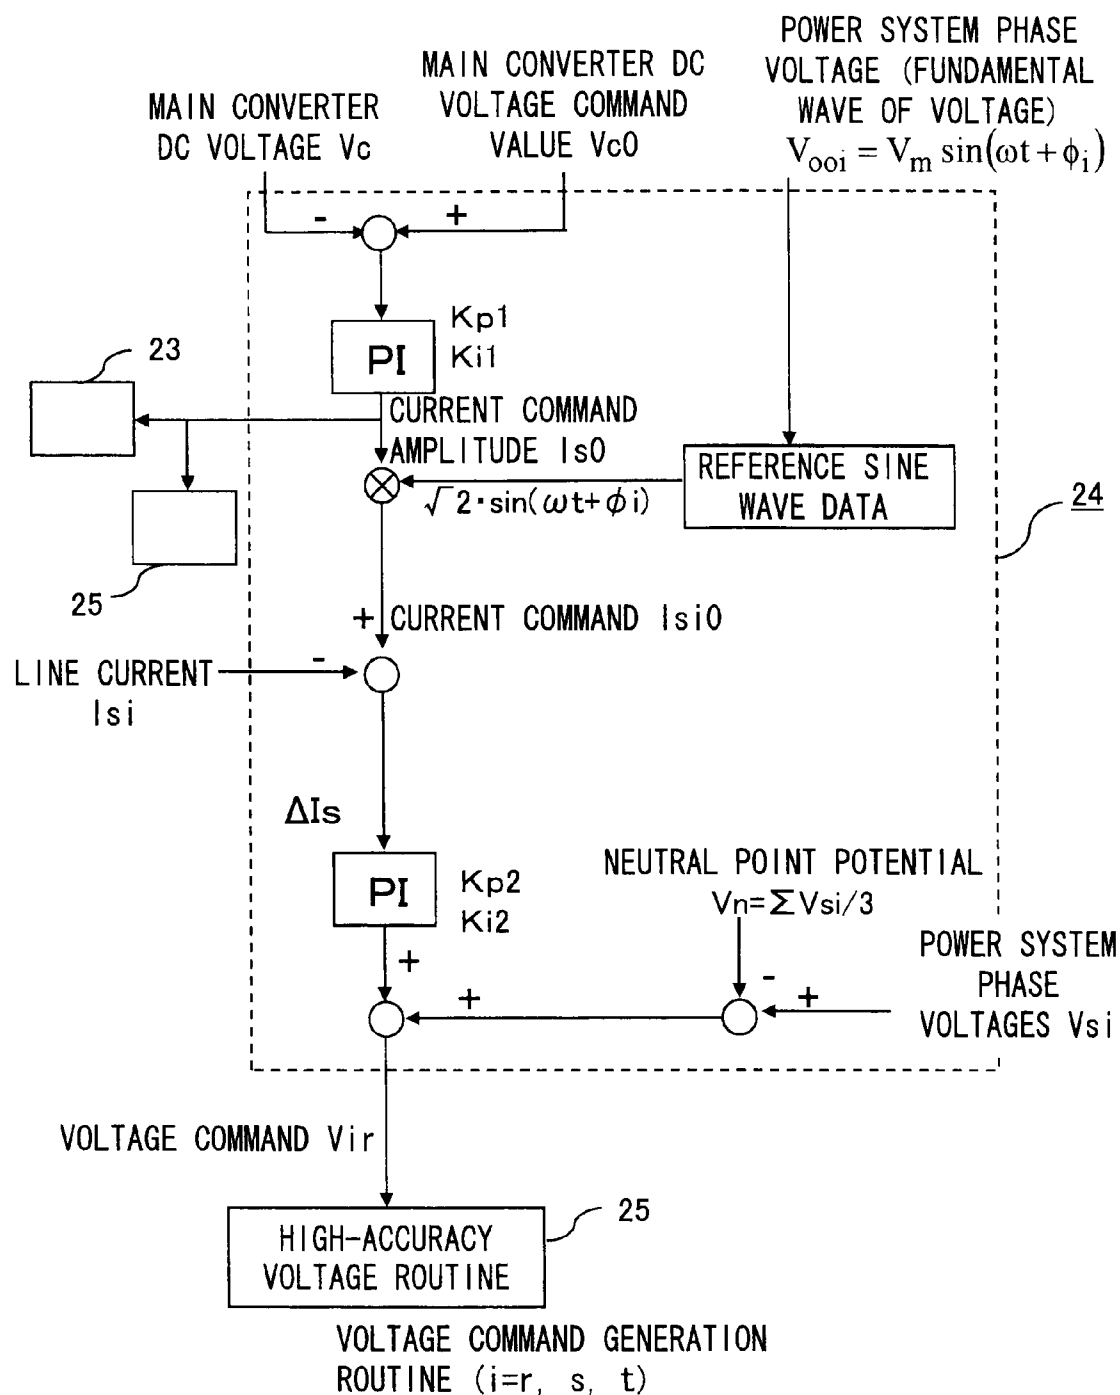 POWER SYSTEM PHASE
VOLTAGE (FUNDAMENTAL
WAVE OF VOLTAGE)
V_ooi = V_m sin(ωt + ϕ_i)
MAIN CONVERTER DC
VOLTAGE COMMAND
VALUE Vc0
MAIN CONVERTER
DC VOLTAGE Vc
-
+
PI
Kp1
Ki1
23
CURRENT COMMAND
AMPLITUDE Is0
REFERENCE SINE
WAVE DATA
√2·sin(ωt+ϕi)
24
25
+
CURRENT COMMAND Isi0
-
LINE CURRENT
Isi
ΔIs
PI
Kp2
Ki2
NEUTRAL POINT POTENTIAL
Vn=ΣVsi/3
POWER SYSTEM
PHASE
VOLTAGES Vsi
+
+
-
+
VOLTAGE COMMAND Vir
25
HIGH-ACCURACY
VOLTAGE ROUTINE
VOLTAGE COMMAND GENERATION
ROUTINE (i=r, s, t)